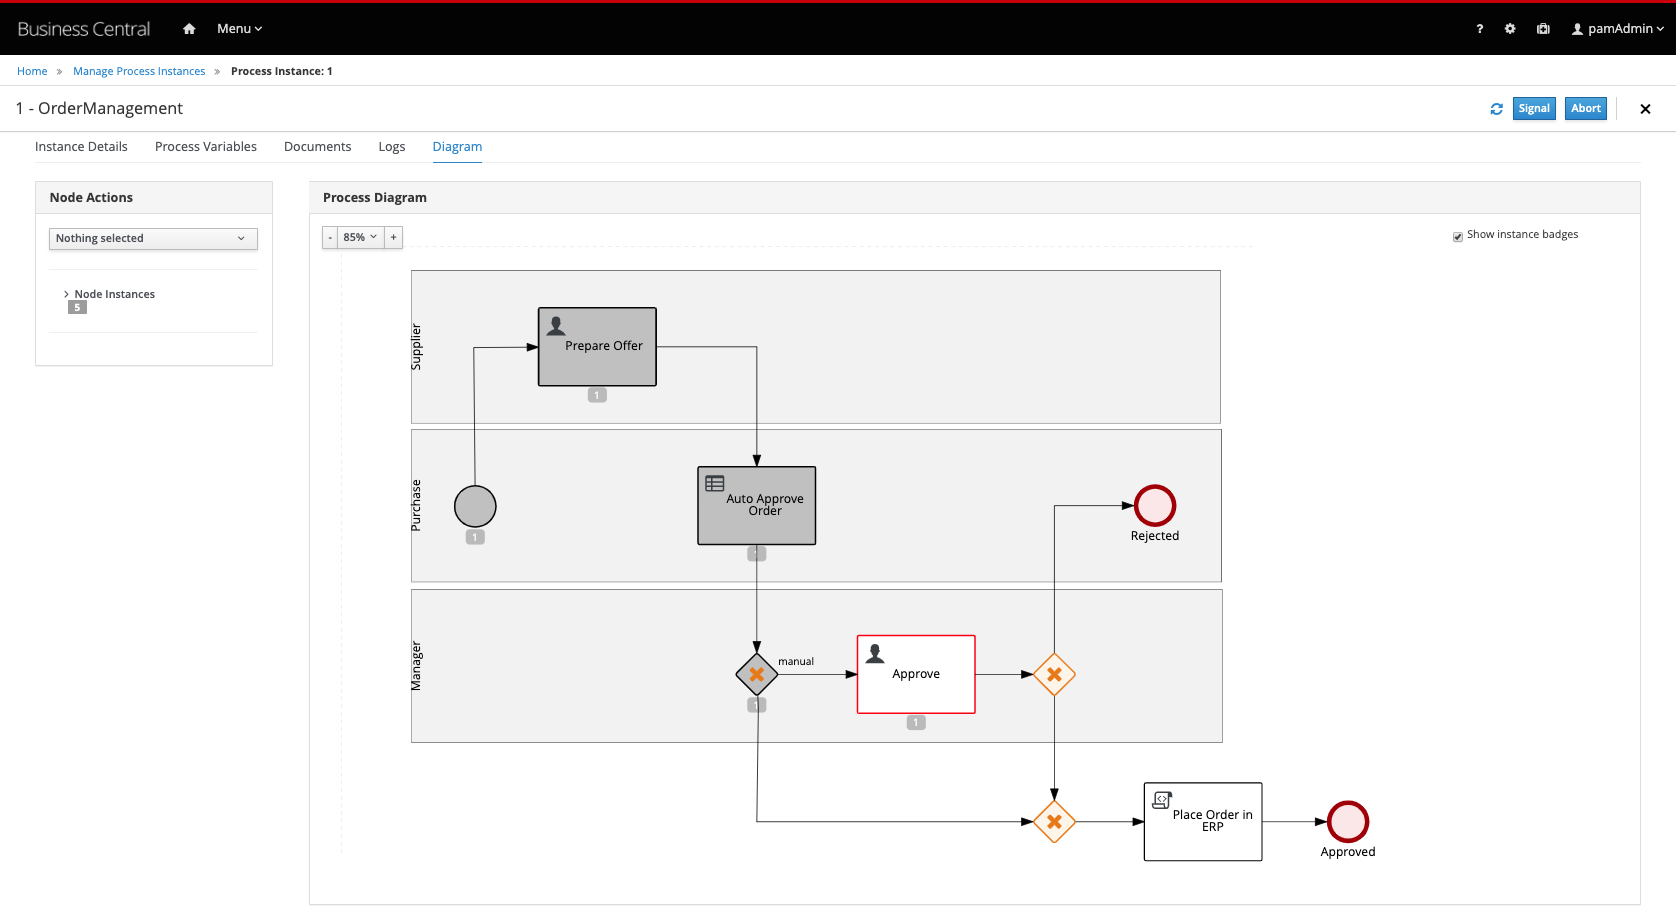 Business Central
Menu
?
pamAdmin
Home » Manage Process Instances » Process Instance: 1
1 - OrderManagement
Signal
Abort
Instance Details
Process Variables
Documents
Logs
Diagram
Node Actions
Nothing selected
Node Instances
5
Process Diagram
- 85% +
Show instance badges
Supplier
Prepare Offer
1
Purchase
1
Auto Approve
Order
1
Rejected
Manager
manual
1
Approve
1
Place Order in
ERP
Approved